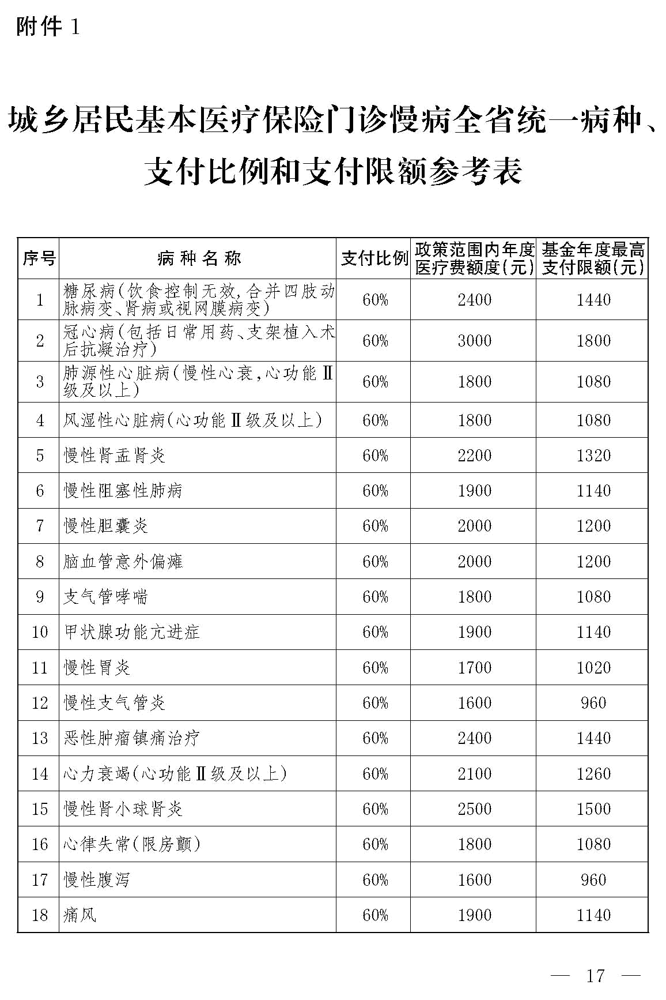 附件1
城乡居民基本医疗保险门诊慢病全省统一病种、
支付比例和支付限额参考表
序号 病种名称 支付比例 政策范围内年度医疗费额度(元) 基金年度最高支付限额(元)
1 糖尿病(饮食控制无效,合并四肢动脉病变、肾病或视网膜病变) 60% 2400 1440
2 冠心病(包括日常用药、支架植入术后抗凝治疗) 60% 3000 1800
3 肺源性心脏病(慢性心衰,心功能Ⅱ级及以上) 60% 1800 1080
4 风湿性心脏病(心功能Ⅱ级及以上) 60% 1800 1080
5 慢性肾盂肾炎 60% 2200 1320
6 慢性阻塞性肺病 60% 1900 1140
7 慢性胆囊炎 60% 2000 1200
8 脑血管意外偏瘫 60% 2000 1200
9 支气管哮喘 60% 1800 1080
10 甲状腺功能亢进症 60% 1900 1140
11 慢性胃炎 60% 1700 1020
12 慢性支气管炎 60% 1600 960
13 恶性肿瘤镇痛治疗 60% 2400 1440
14 心力衰竭(心功能Ⅱ级及以上) 60% 2100 1260
15 慢性肾小球肾炎 60% 2500 1500
16 心律失常(限房颤) 60% 1800 1080
17 慢性腹泻 60% 1600 960
18 痛风 60% 1900 1140
— 17 —